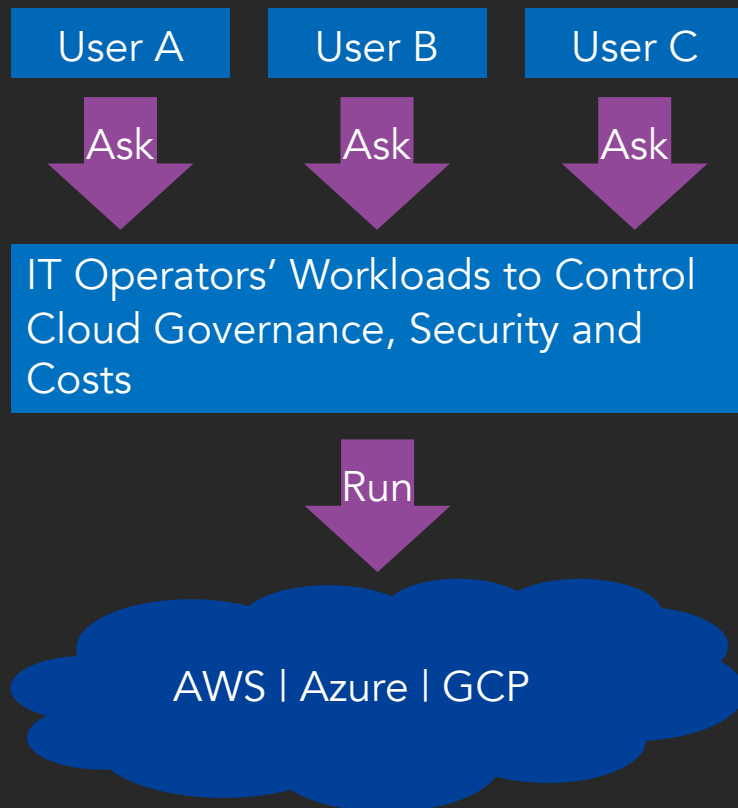 User A
User B
User C
Ask
Ask
Ask
IT Operators’ Workloads to Control
Cloud Governance, Security and
Costs
Run
AWS | Azure | GCP